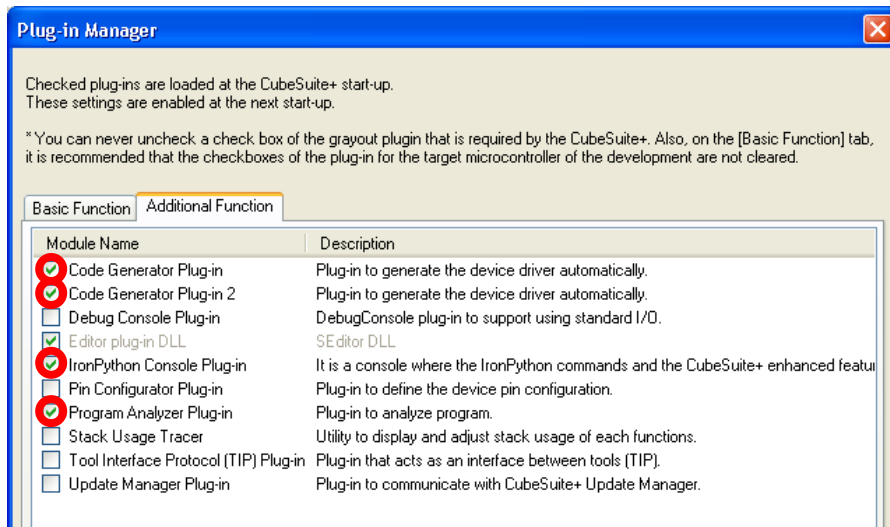 Plug-in Manager
Checked plug-ins are loaded at the CubeSuite+ start-up.
These settings are enabled at the next start-up.
* You can never uncheck a check box of the grayout plugin that is required by the CubeSuite+. Also, on the [Basic Function] tab,
it is recommended that the checkboxes of the plug-in for the target microcontroller of the development are not cleared.
Basic Function Additional Function
Module Name Description
Code Generator Plug-in Plug-in to generate the device driver automatically.
Code Generator Plug-in 2 Plug-in to generate the device driver automatically.
Debug Console Plug-in DebugConsole plug-in to support using standard I/O.
Editor plug-in DLL SEditor DLL
IronPython Console Plug-in It is a console where the IronPython commands and the CubeSuite+ enhanced featu
Pin Configurator Plug-in Plug-in to define the device pin configuration.
Program Analyzer Plug-in Plug-in to analyze program.
Stack Usage Tracer Utility to display and adjust stack usage of each functions.
Tool Interface Protocol (TIP) Plug-in Plug-in that acts as an interface between tools (TIP).
Update Manager Plug-in Plug-in to communicate with CubeSuite+ Update Manager.